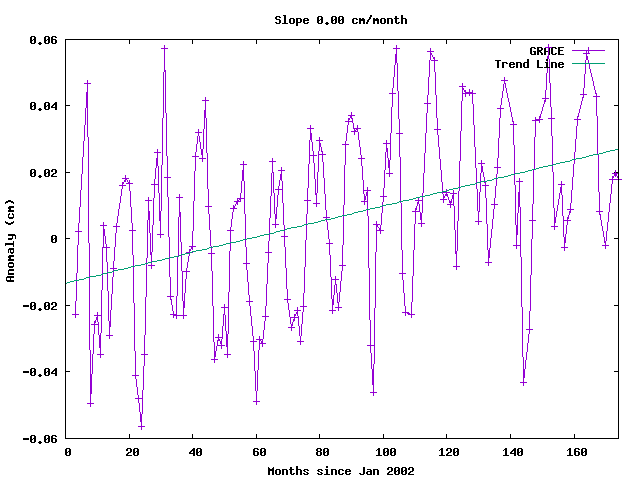 Slope 0.00 cm/month
0.06
0.04
0.02
0
-0.02
-0.04
-0.06
Anomaly (cm)
GRACE
Trend Line
0 20 40 60 80 100 120 140 160
Months since Jan 2002